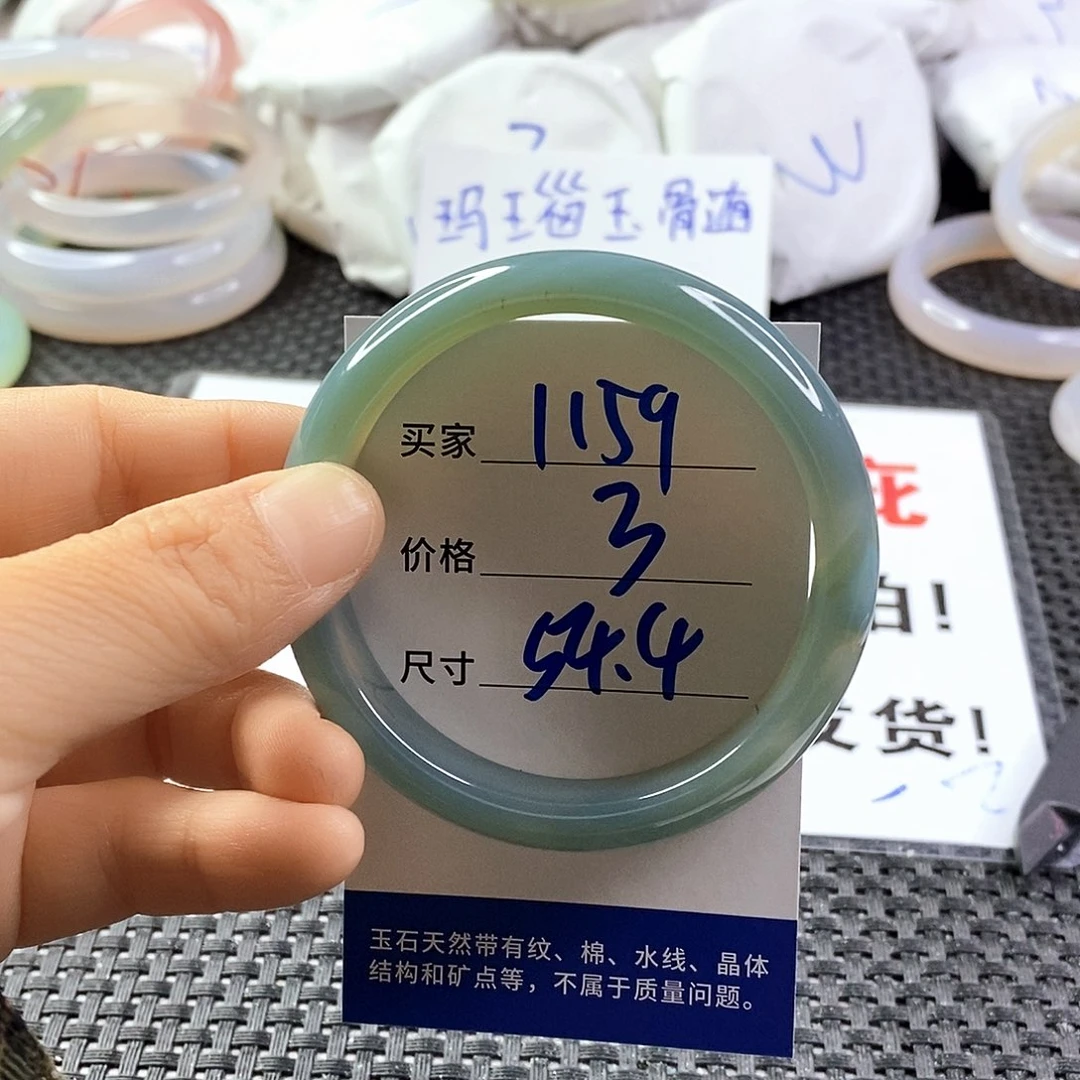 玛瑙玉骨髓
买家 1159
价格 3
尺寸 54.4
发货!
玉石天然带有纹、棉、水线、晶体
结构和矿点等，不属于质量问题。